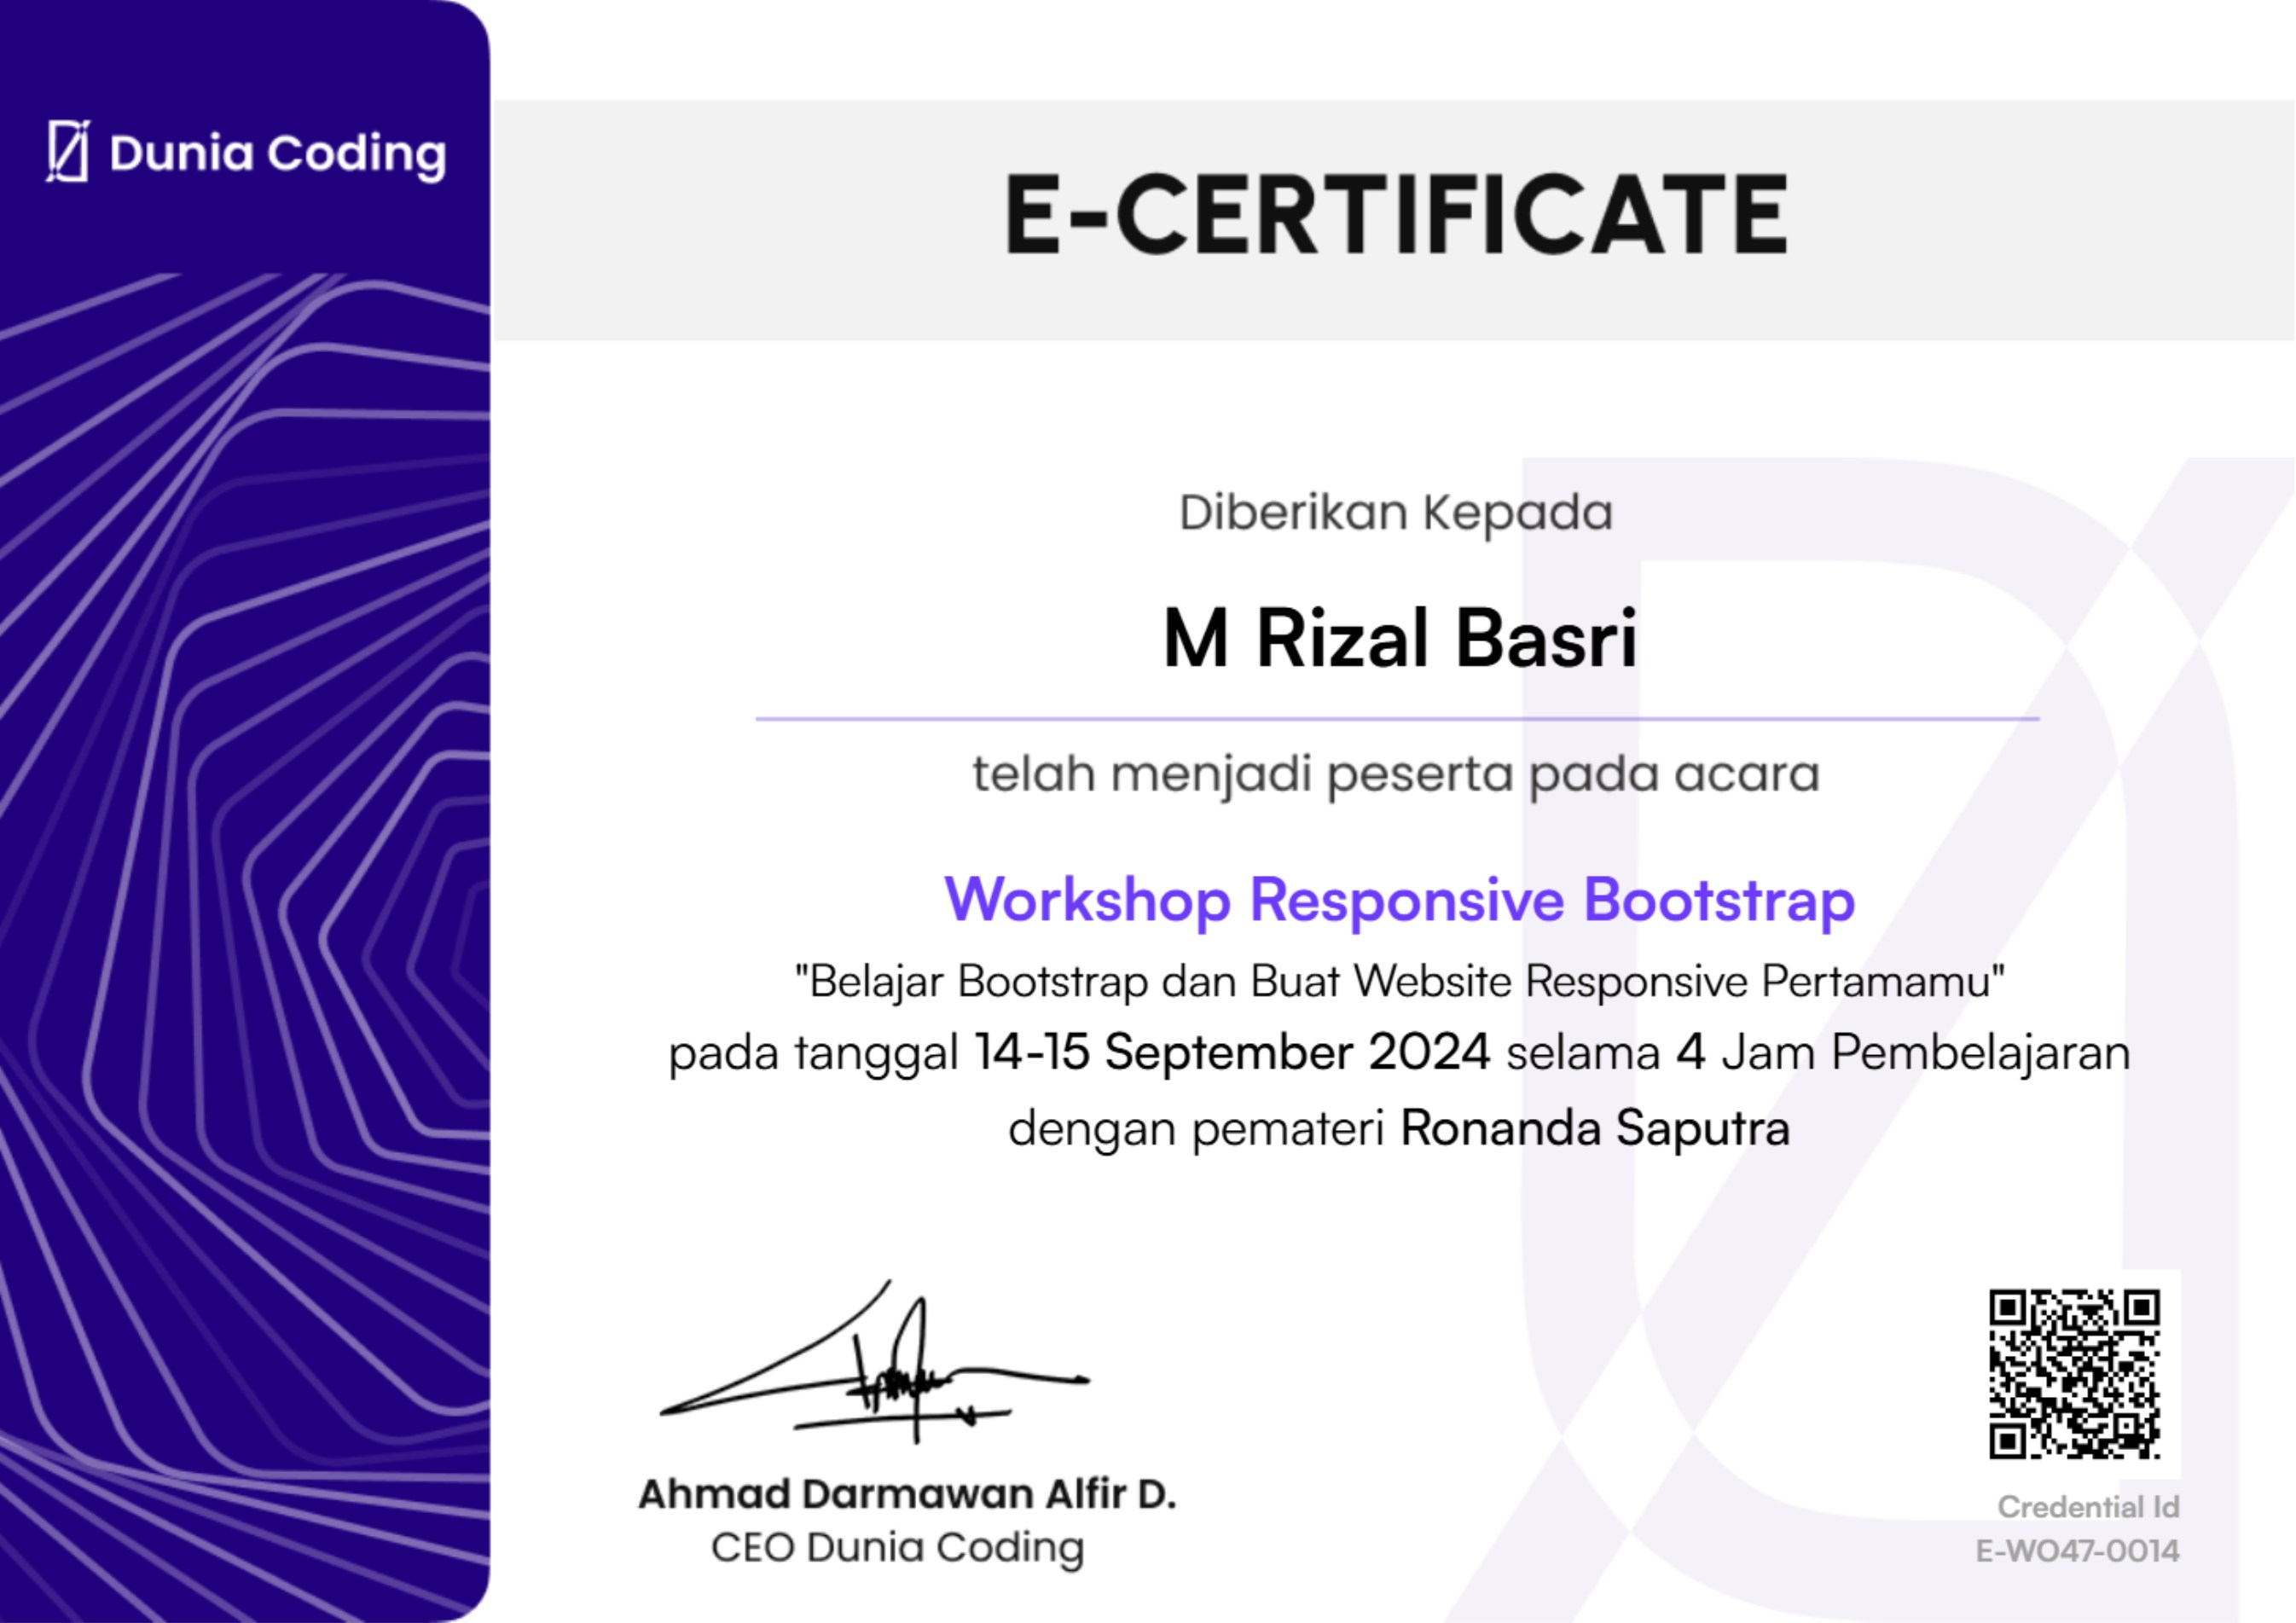 Dunia Coding
E-CERTIFICATE
Diberikan Kepada
M Rizal Basri
telah menjadi peserta pada acara
Workshop Responsive Bootstrap
"Belajar Bootstrap dan Buat Website Responsive Pertamamu"
pada tanggal 14-15 September 2024 selama 4 Jam Pembelajaran
dengan pemateri Ronanda Saputra
Ahmad Darmawan Alfir D.
CEO Dunia Coding
Credential Id
E-WO47-0014